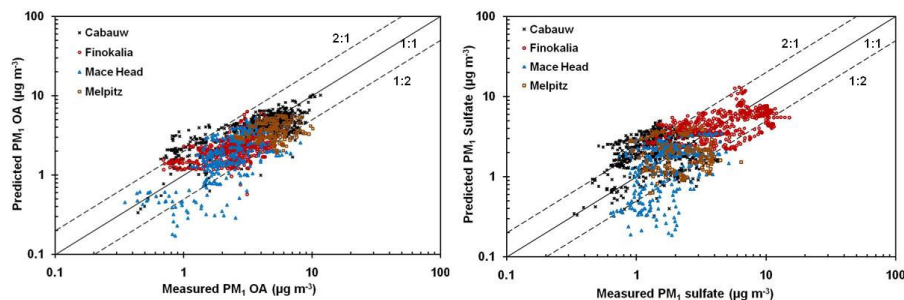 100
10
1
0.1
Predicted PM₁ OA (µg m⁻³)
Cabauw
Finokalia
Mace Head
Melpitz
2:1
1:1
1:2
0.1 1 10 100
Measured PM₁ OA (µg m⁻³)
100
10
1
0.1
Predicted PM₁ Sulfate (µg m⁻³)
Cabauw
Finokalia
Mace Head
Melpitz
2:1
1:1
1:2
0.1 1 10 100
Measured PM₁ sulfate (µg m⁻³)